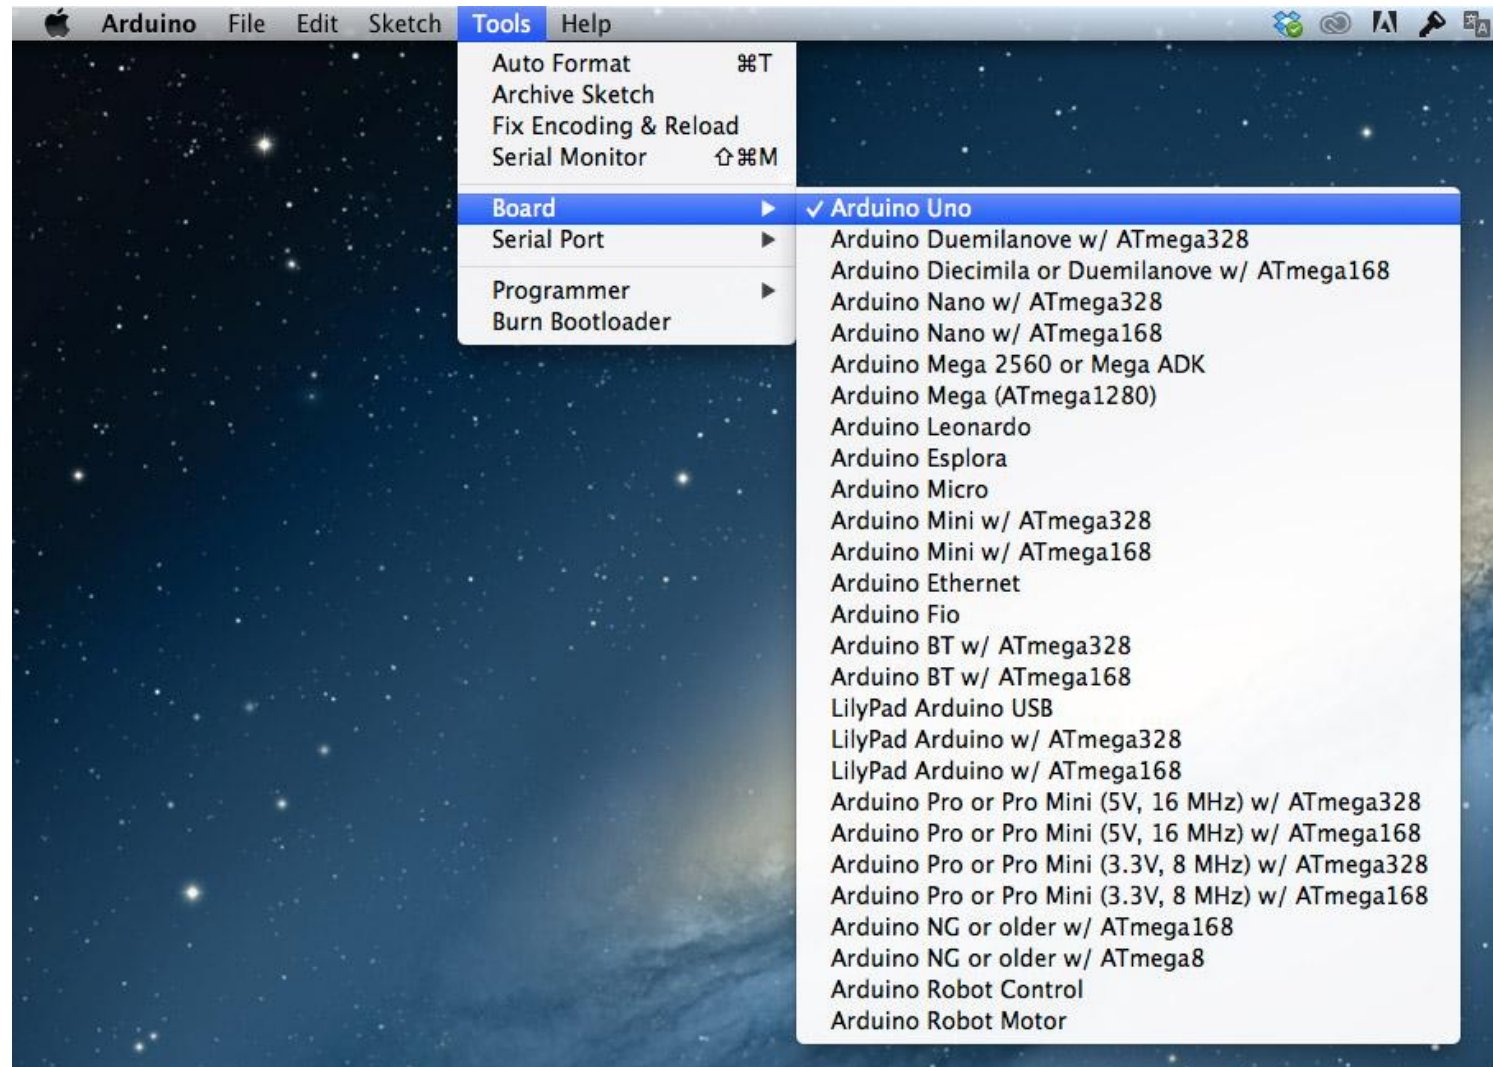 Arduino File Edit Sketch Tools Help
Auto Format ⌘T
Archive Sketch
Fix Encoding & Reload
Serial Monitor ⇧⌘M
Board
Serial Port
Programmer
Burn Bootloader
✓ Arduino Uno
Arduino Duemilanove w/ ATmega328
Arduino Diecimila or Duemilanove w/ ATmega168
Arduino Nano w/ ATmega328
Arduino Nano w/ ATmega168
Arduino Mega 2560 or Mega ADK
Arduino Mega (ATmega1280)
Arduino Leonardo
Arduino Esplora
Arduino Micro
Arduino Mini w/ ATmega328
Arduino Mini w/ ATmega168
Arduino Ethernet
Arduino Fio
Arduino BT w/ ATmega328
Arduino BT w/ ATmega168
LilyPad Arduino USB
LilyPad Arduino w/ ATmega328
LilyPad Arduino w/ ATmega168
Arduino Pro or Pro Mini (5V, 16 MHz) w/ ATmega328
Arduino Pro or Pro Mini (5V, 16 MHz) w/ ATmega168
Arduino Pro or Pro Mini (3.3V, 8 MHz) w/ ATmega328
Arduino Pro or Pro Mini (3.3V, 8 MHz) w/ ATmega168
Arduino NG or older w/ ATmega168
Arduino NG or older w/ ATmega8
Arduino Robot Control
Arduino Robot Motor